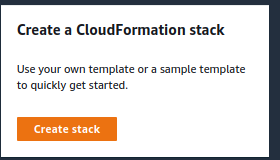 Create a CloudFormation stack
Use your own template or a sample template
to quickly get started.
Create stack